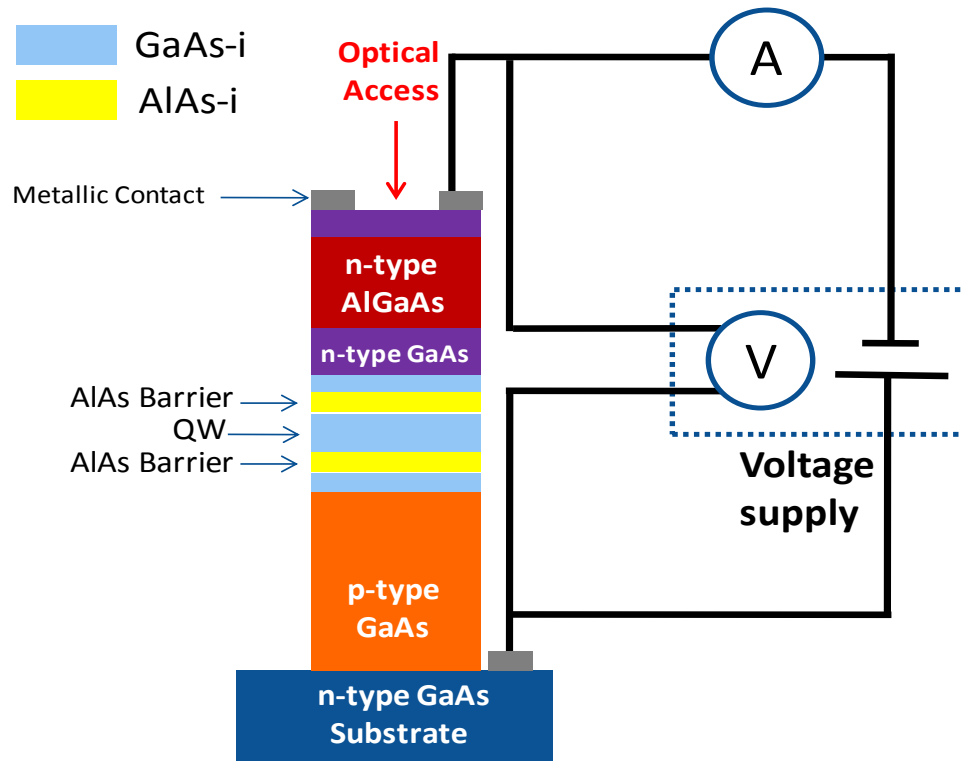 GaAs-i
AlAs-i
Optical
Access
A
Metallic Contact
n-type
AlGaAs
n-type GaAs
AlAs Barrier
QW
AlAs Barrier
V
Voltage
supply
p-type
GaAs
n-type GaAs
Substrate